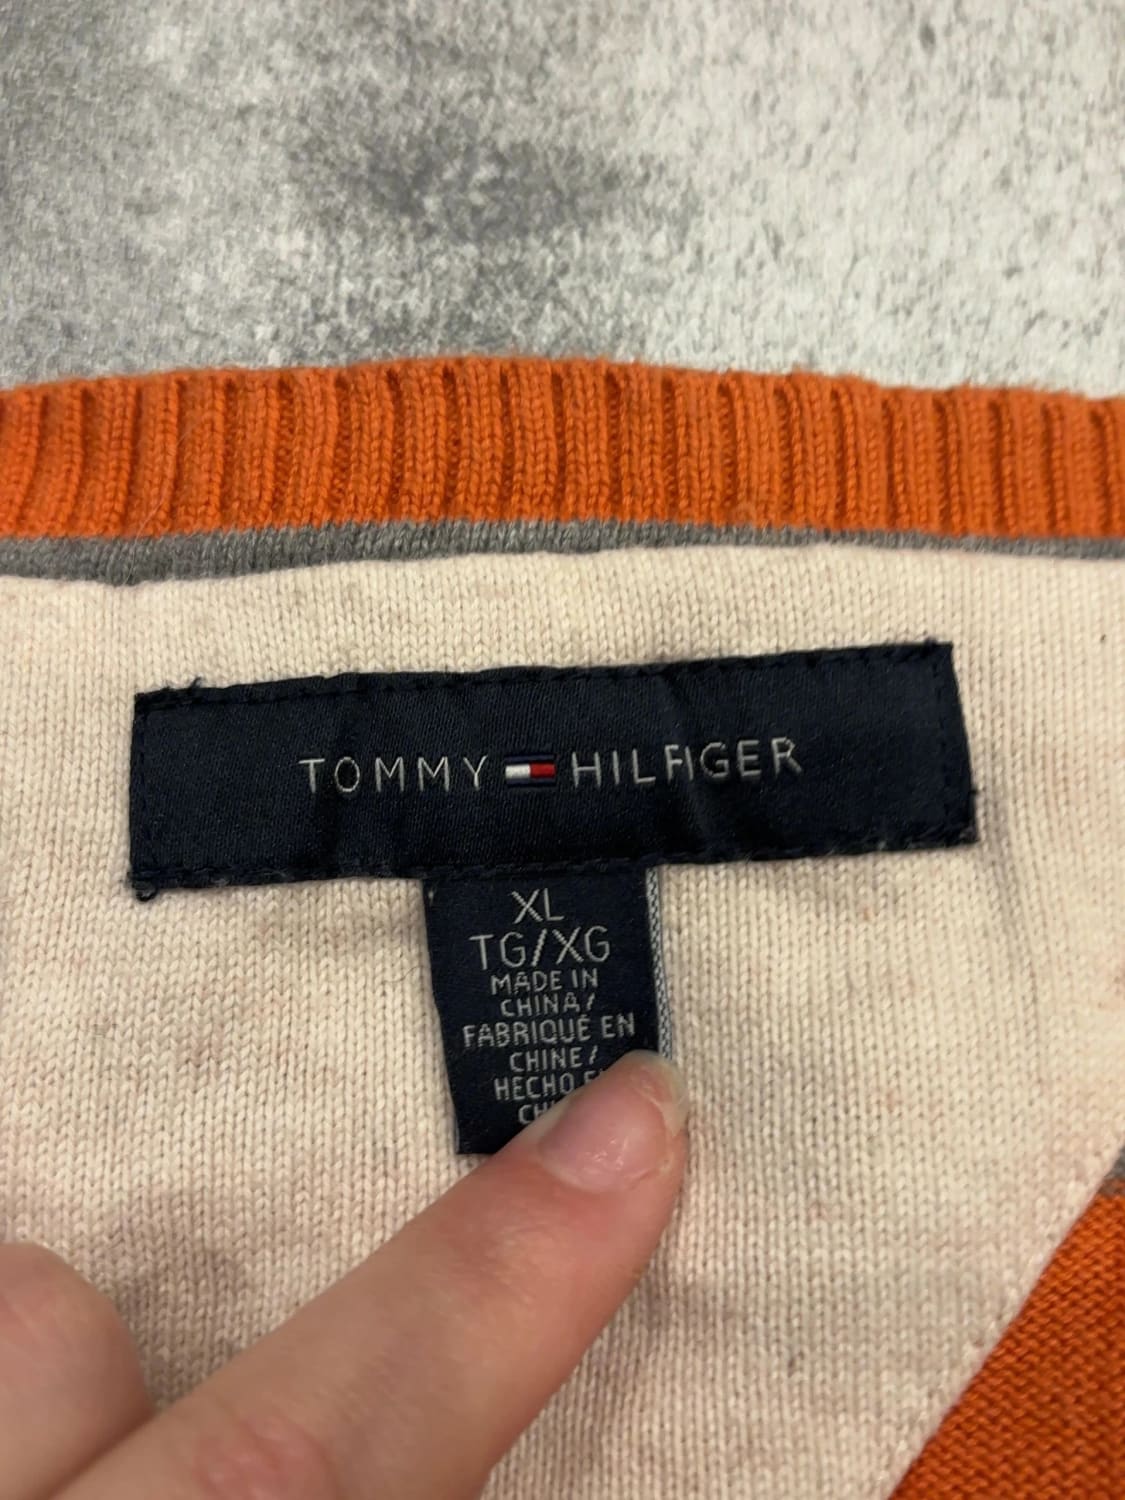 TOMMY HILFIGER
XL
TG/XG
MADE IN
CHINA/
FABRIQUÉ EN
CHINE/
HECHO